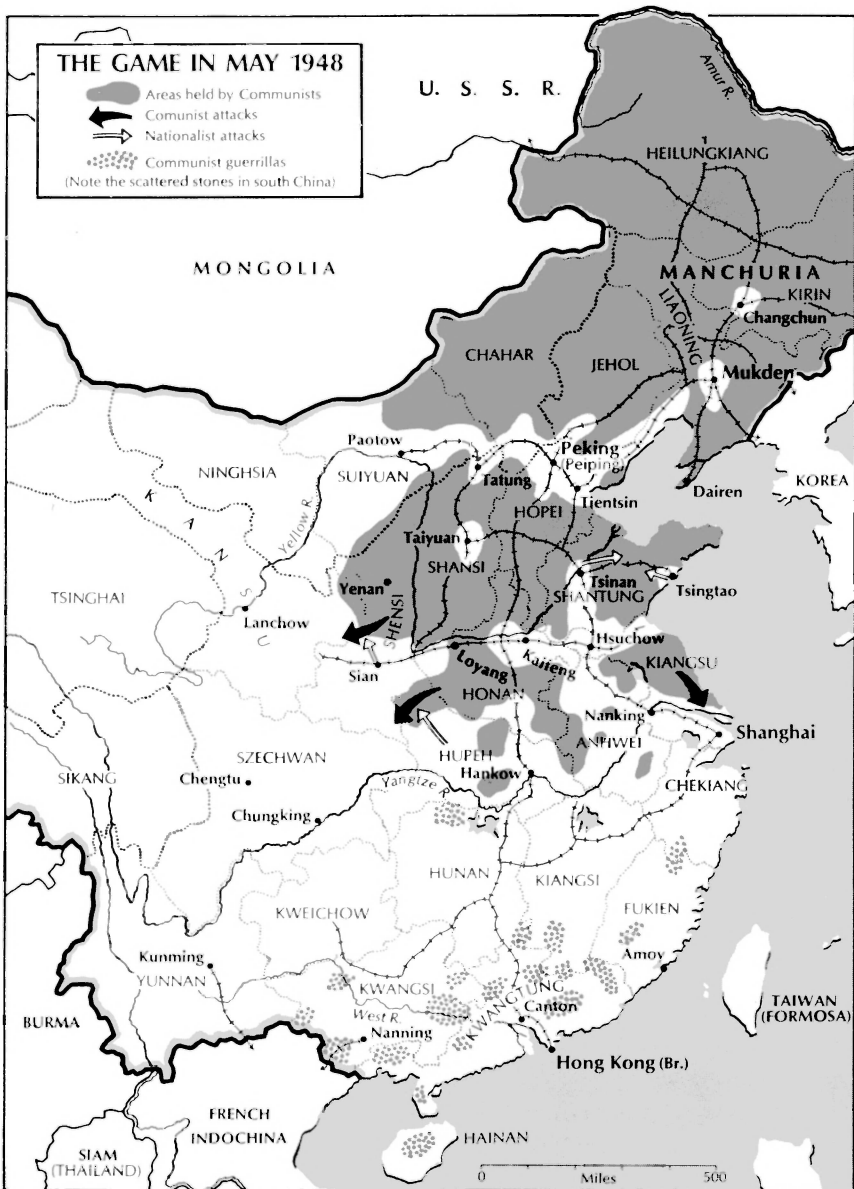 THE GAME IN MAY 1948
Areas held by Communists
Comunist attacks
Nationalist attacks
Communist guerrillas
(Note the scattered stones in south China)
U. S. S. R.
Amur R.
HEILUNGKIANG
MONGOLIA
MANCHURIA
KIRIN
LIAONING
Changchun
CHAHAR
JEHOL
Mukden
Paotow
Peking
(Peiping)
NINGHSIA
SUIYUAN
Tatung
Tientsin
Dairen
KOREA
KANSU
Yellow R.
HOPEI
Taiyuan
SHANSI
Yenan
Tsinan
SHANTUNG
Tsingtao
TSINGHAI
Lanchow
SHENSI
Hsuchow
Kaifeng
Loyang
KIANGSU
Sian
HONAN
Nanking
Shanghai
ANHWEI
HUPEH
SZECHWAN
SIKANG
Chengtu
Hankow
CHEKIANG
Yangtze R.
Chungking
HUNAN
KIANGSI
KWEICHOW
FUKIEN
Kunming
YUNNAN
Amoy
KWANGSI
KWANGTUNG
Canton
TAIWAN
(FORMOSA)
BURMA
West R.
Nanning
Hong Kong (Br.)
FRENCH
INDOCHINA
HAINAN
SIAM
(THAILAND)
0 Miles 500